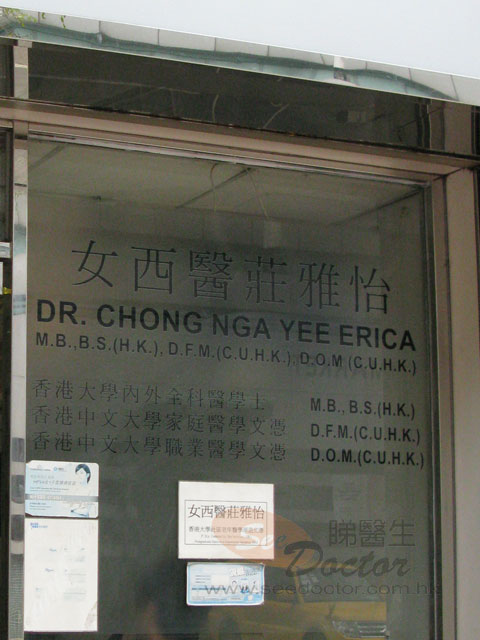 女西醫莊雅怡
DR. CHONG NGA YEE ERICA
M.B.,B.S.(H.K.), D.F.M.(C.U.H.K.), D.O.M (C.U.H.K.)
香港大學內外全科醫學士 M.B., B.S.(H.K.)
香港中文大學家庭醫學文憑 D.F.M.(C.U.H.K.)
香港中文大學職業醫學文憑 D.O.M.(C.U.H.K.)
女西醫莊雅怡
See Doctor 睇醫生
www.seedoctor.com.hk